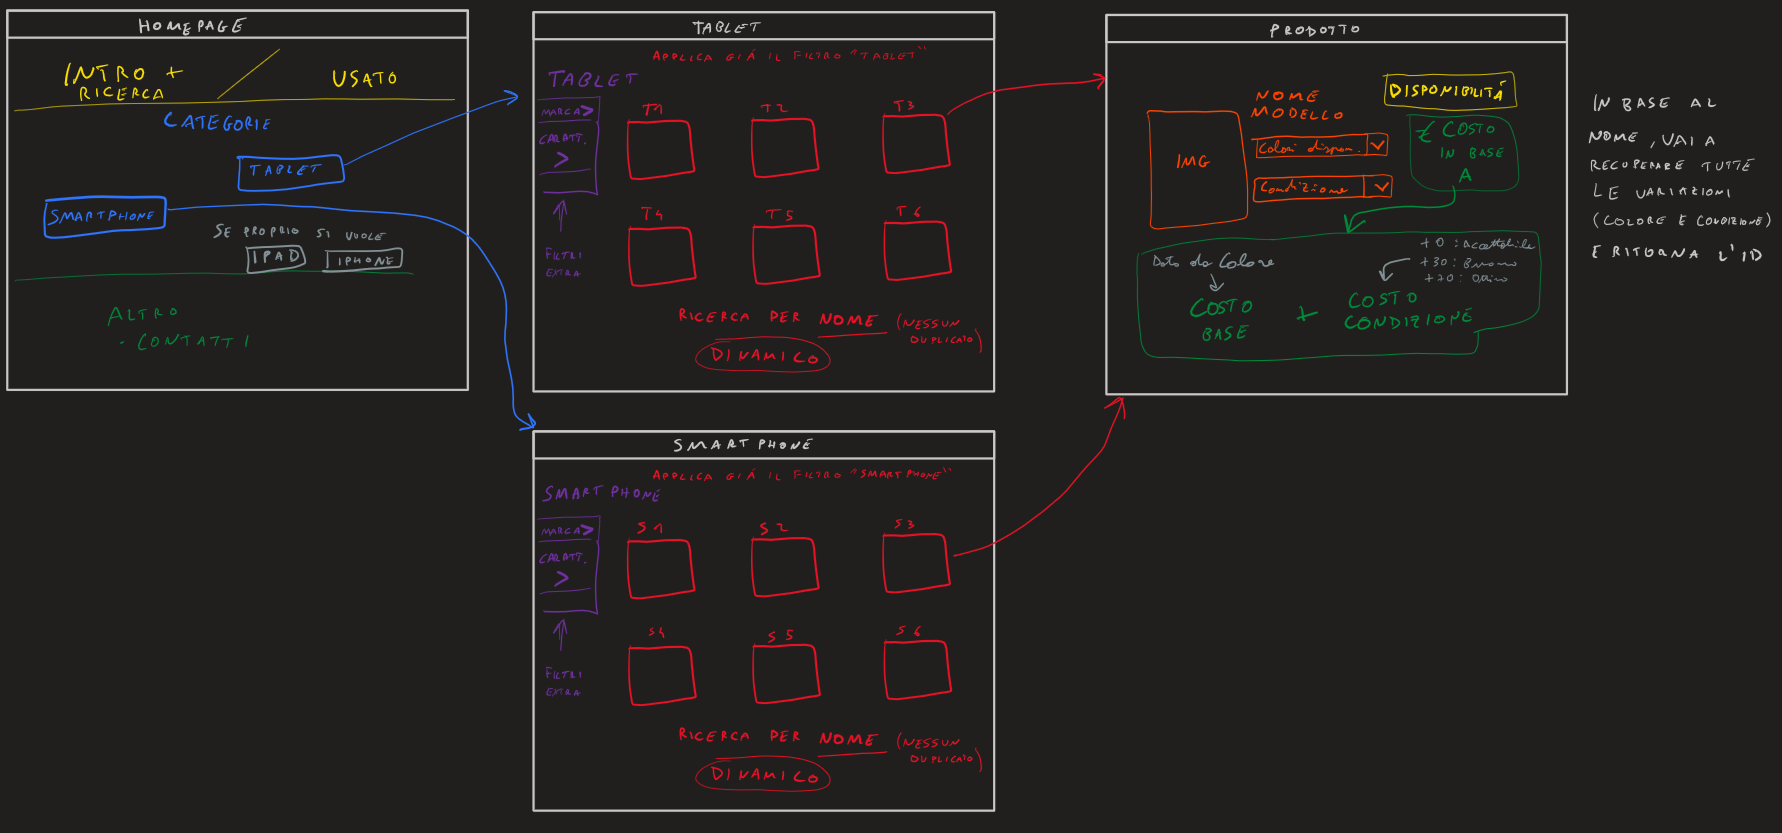 HOMEPAGE
INTRO +
RICERCA
USATO
CATEGORIE
TABLET
SMARTPHONE
SE PROPRIO SI VUOLE
IPAD
IPHONE
ALTRO
· CONTATTI
TABLET
APPLICA GIÁ IL FILTRO "TABLET"
TABLET
MARCA >
CARATT.
>
FILTRI
EXTRA
T1
T2
T3
T4
T5
T6
RICERCA PER NOME (NESSUN
DUPLICATO)
DINAMICO
SMARTPHONE
APPLICA GIÁ IL FILTRO "SMARTPHONE"
SMARTPHONE
MARCA >
CARATT.
>
FILTRI
EXTRA
S1
S2
S3
S4
S5
S6
RICERCA PER NOME (NESSUN
DUPLICATO)
DINAMICO
PRODOTTO
IMG
NOME
MODELLO
Colori dispon.
Condizione
DISPONIBILITÁ
€ COSTO
IN BASE
A
Dato da Colore
COSTO
BASE
+
+0 : Accettabile
+30 : Buono
+70 : Ottimo
COSTO
CONDIZIONE
IN BASE AL
NOME, VAI A
RECUPERARE TUTTE
LE VARIAZIONI
(COLORE E CONDIZIONE)
E RITORNA L'ID